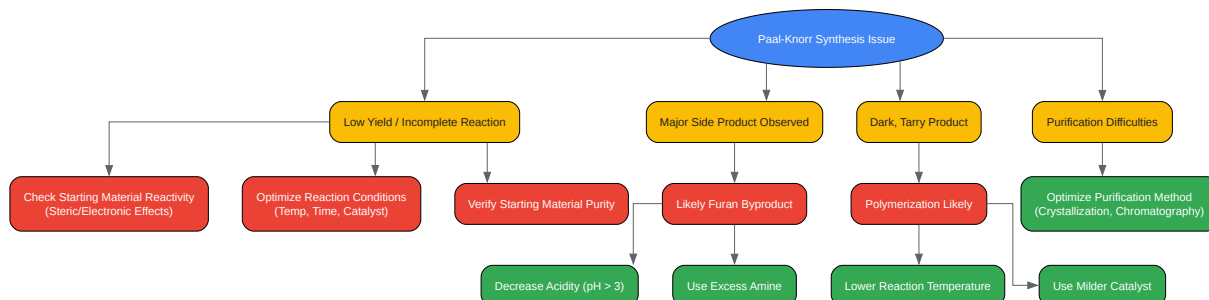 Paal-Knorr Synthesis Issue
Low Yield / Incomplete Reaction
Major Side Product Observed
Dark, Tarry Product
Purification Difficulties
Check Starting Material Reactivity
(Steric/Electronic Effects)
Optimize Reaction Conditions
(Temp, Time, Catalyst)
Verify Starting Material Purity
Likely Furan Byproduct
Polymerization Likely
Optimize Purification Method
(Crystallization, Chromatography)
Decrease Acidity (pH > 3)
Use Excess Amine
Lower Reaction Temperature
Use Milder Catalyst